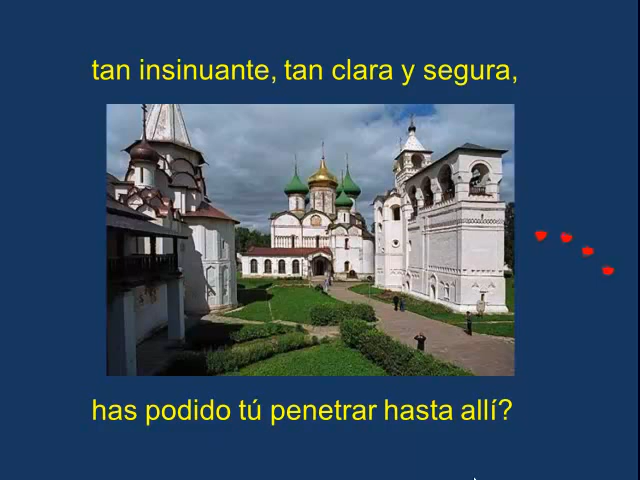 tan insinuante, tan clara y segura,
has podido tú penetrar hasta allí?